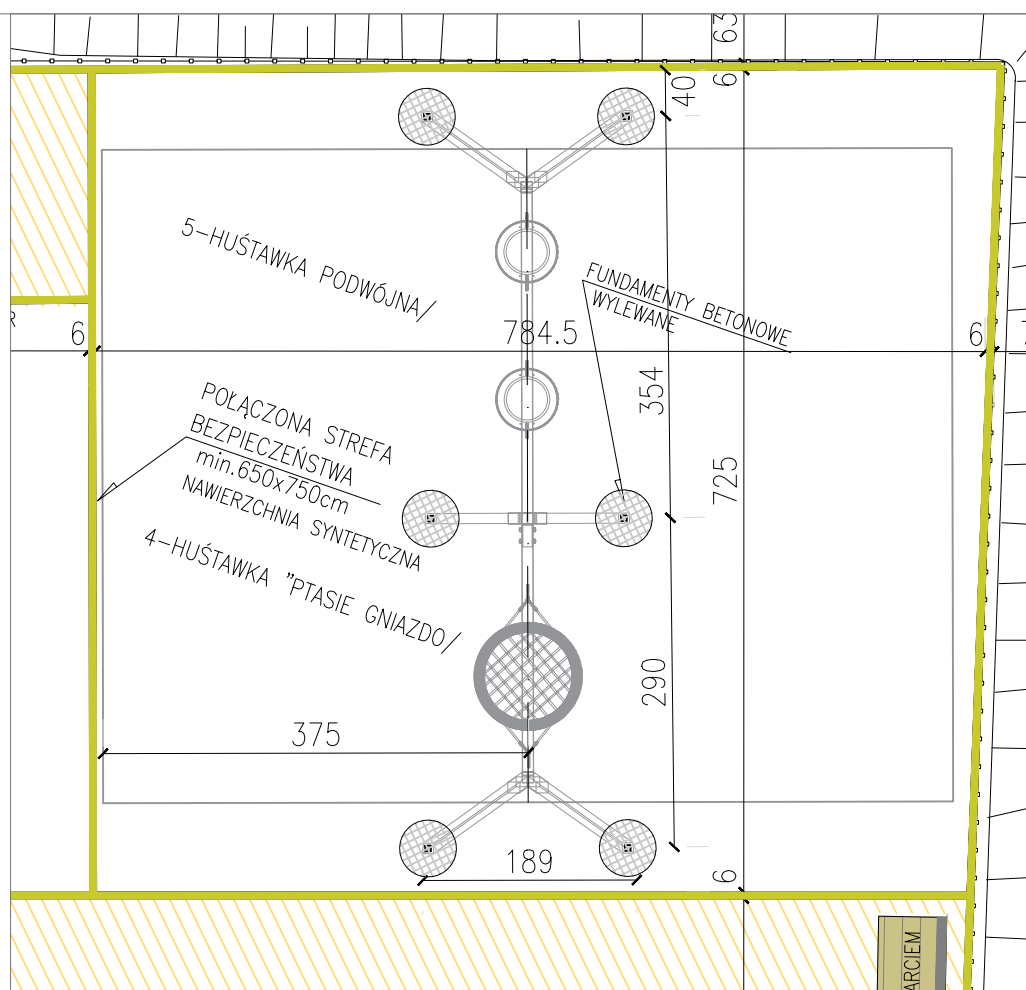 63
6
40
5-HUŚTAWKA PODWÓJNA/
FUNDAMENTY BETONOWE
WYLEWANE
R
6
784.5
6
354
POŁĄCZONA STREFA
BEZPIECZEŃSTWA
min.650x750cm
NAWIERZCHNIA SYNTETYCZNA
725
4-HUŚTAWKA "PTASIE GNIAZDO/
290
375
189
6
ARCIEM